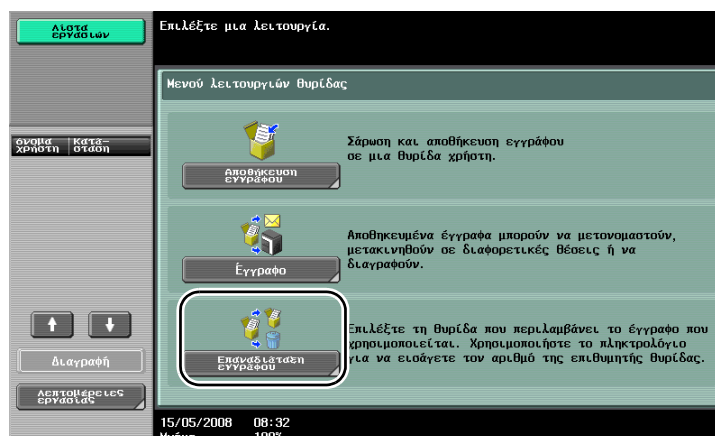 Λίστα
εργασιών
Επιλέξτε μια λειτουργία.
Μενού λειτουργιών θυρίδας
όνομα χρήστη
Κατά-
σταση
Σάρωση και αποθήκευση εγγράφου
σε μια θυρίδα χρήστη.
Αποθήκευση
εγγράφου
Αποθηκευμένα έγγραφα μπορούν να μετονομαστούν,
μετακινηθούν σε διαφορετικές θέσεις ή να
διαγραφούν.
Έγγραφο
Επιλέξτε τη θυρίδα που περιλαμβάνει το έγγραφο που
χρησιμοποιείται. Χρησιμοποιήστε το πληκτρολόγιο
για να εισάγετε τον αριθμό της επιθυμητής θυρίδας.
Επαναδιάταξη
εγγράφου
Διαγραφή
Λεπτομέρειες
εργασίας
15/05/2008 08:32
Μνήμη 100%